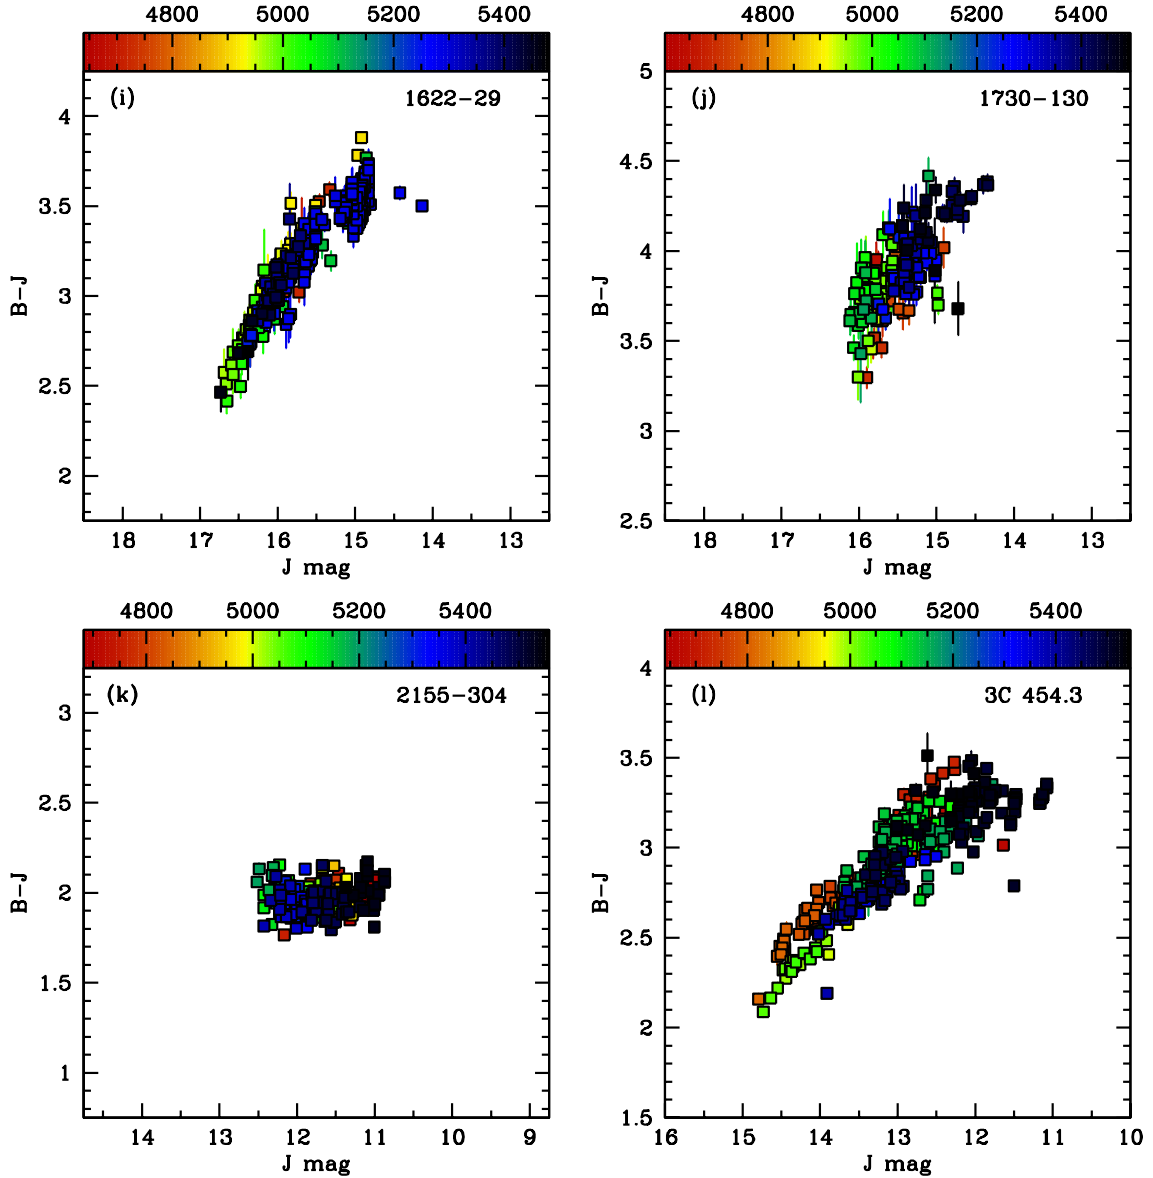 4800 5000 5200 5400
(i) 1622-29
4
3.5
3
2.5
2
B-J
18 17 16 15 14 13
J mag
4800 5000 5200 5400
(j) 1730-130
5
4.5
4
3.5
3
2.5
B-J
18 17 16 15 14 13
J mag
4800 5000 5200 5400
(k) 2155-304
3
2.5
2
1.5
1
B-J
14 13 12 11 10 9
J mag
4800 5000 5200 5400
(l) 3C 454.3
4
3.5
3
2.5
2
1.5
B-J
16 15 14 13 12 11 10
J mag